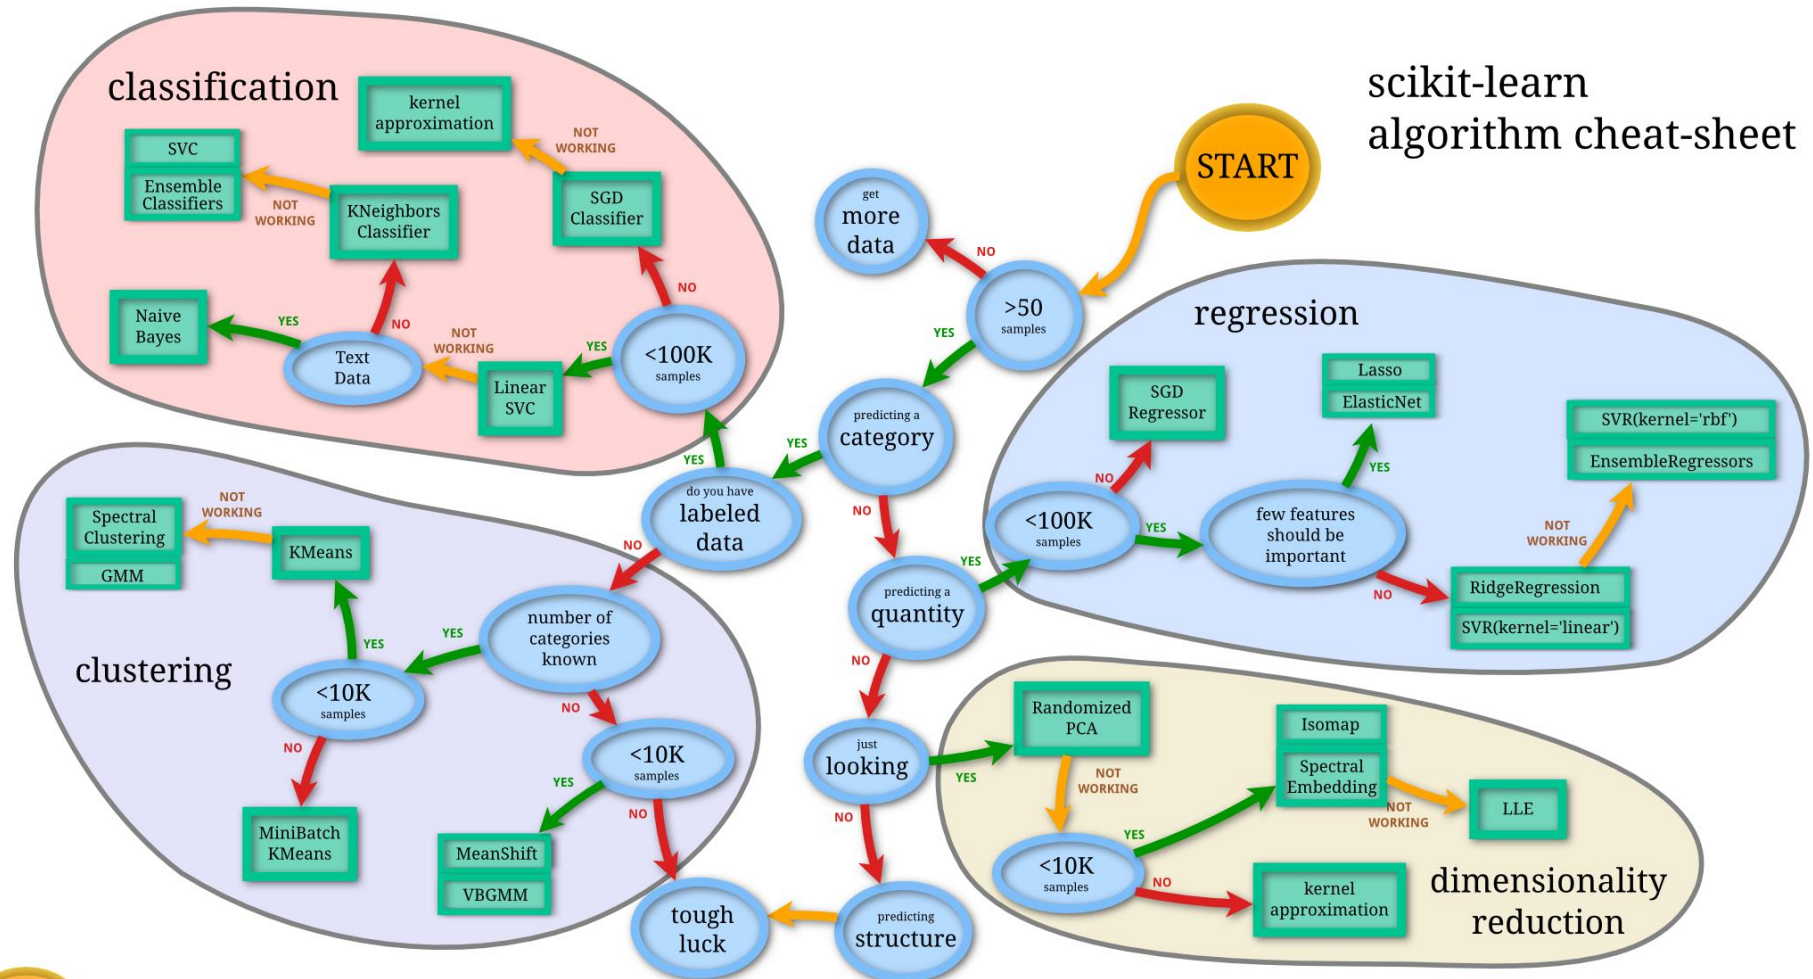 scikit-learn
algorithm cheat-sheet
START
classification
kernel
approximation
NOT
WORKING
SVC
Ensemble
Classifiers
NOT
WORKING
KNeighbors
Classifier
SGD
Classifier
NO
Naive
Bayes
YES
NO
Text
Data
NOT
WORKING
Linear
SVC
YES
<100K
samples
get
more
data
NO
>50
samples
YES
predicting a
category
YES
NO
do you have
labeled
data
YES
NO
predicting a
quantity
YES
NO
just
looking
YES
NO
predicting
structure
tough
luck
regression
SGD
Regressor
Lasso
ElasticNet
SVR(kernel='rbf')
EnsembleRegressors
NO
YES
<100K
samples
YES
few features
should be
important
NOT
WORKING
NO
RidgeRegression
SVR(kernel='linear')
clustering
Spectral
Clustering
GMM
NOT
WORKING
KMeans
YES
number of
categories
known
YES
NO
<10K
samples
NO
MiniBatch
KMeans
<10K
samples
YES
NO
MeanShift
VBGMM
Randomized
PCA
NOT
WORKING
Isomap
Spectral
Embedding
NOT
WORKING
LLE
YES
<10K
samples
NO
kernel
approximation
dimensionality
reduction